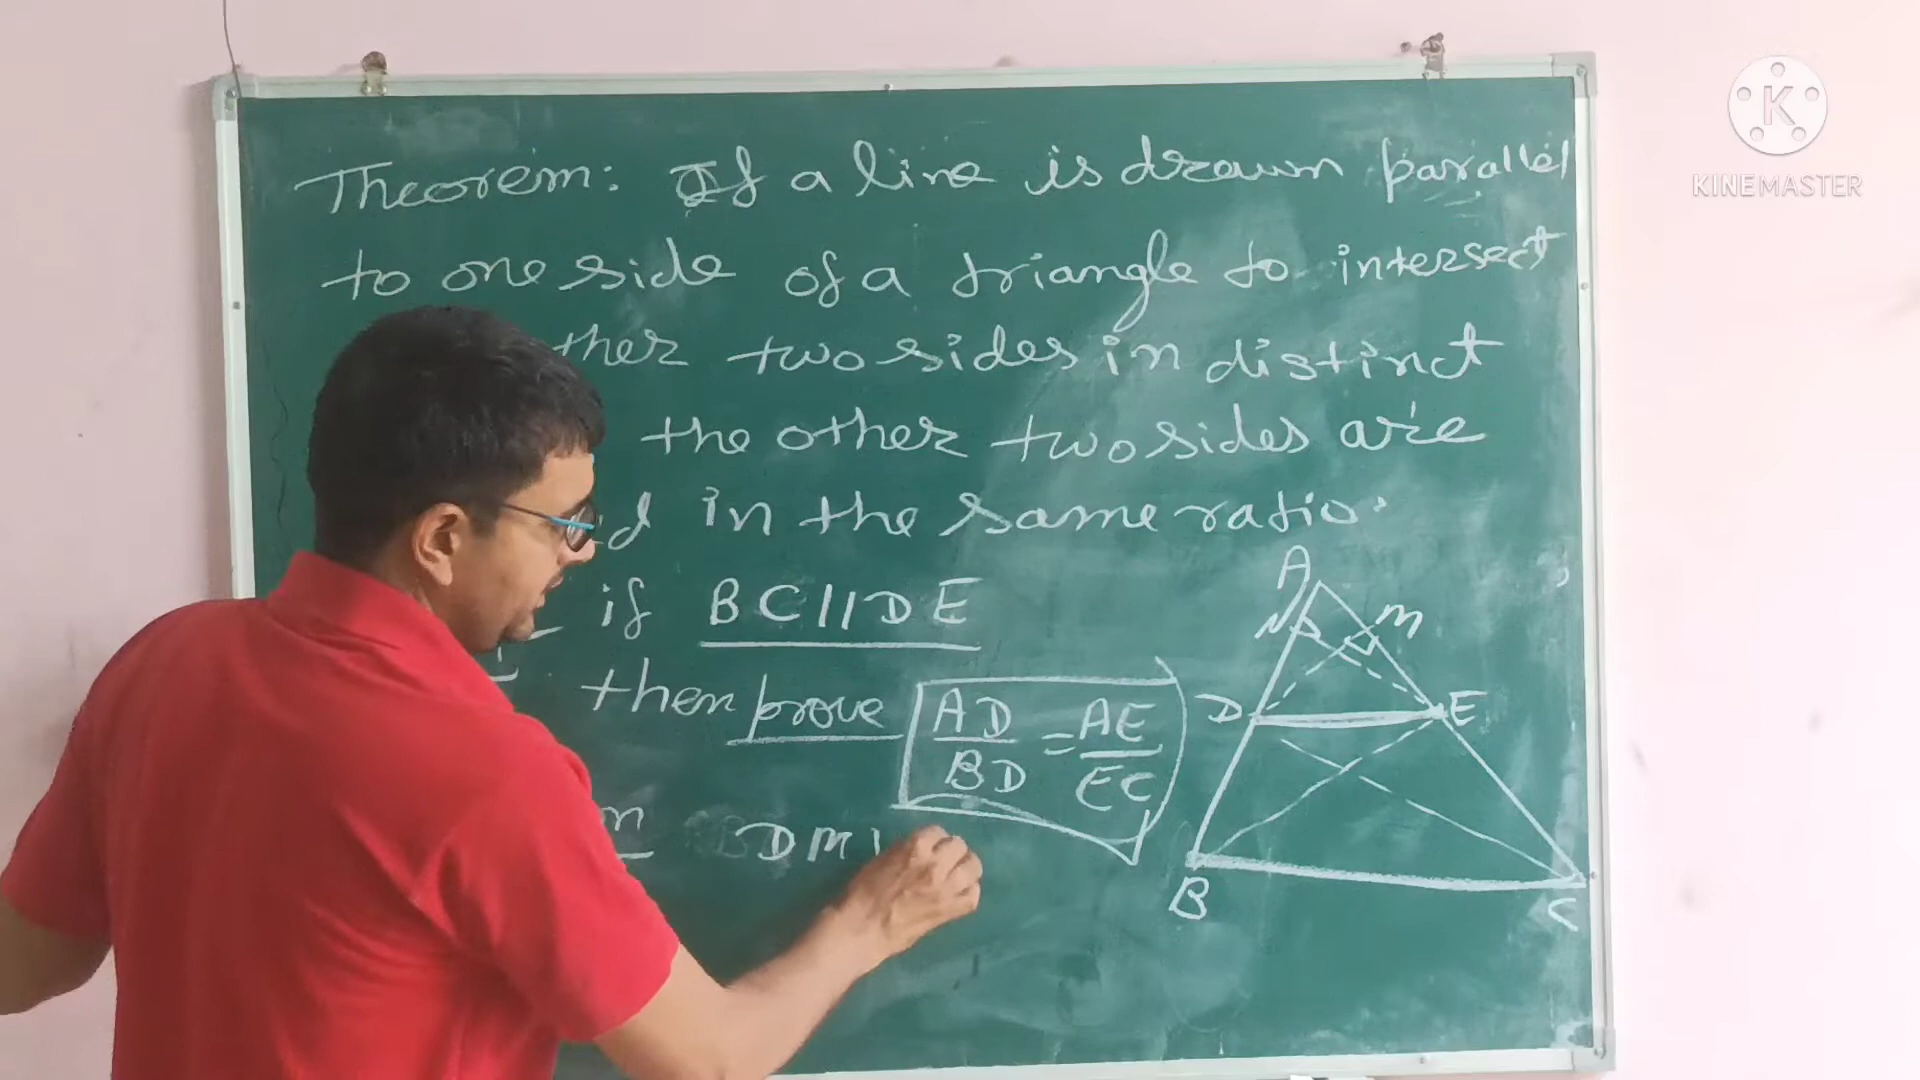 Theorem: If a line is drawn parallel
to one side of a triangle to intersect
ther two sides in distinct
the other two sides are
d in the same ratio.
if BC || DE
then prove AD/BD = AE/EC
DM
A
N M
D E
B C
K
KINEMASTER